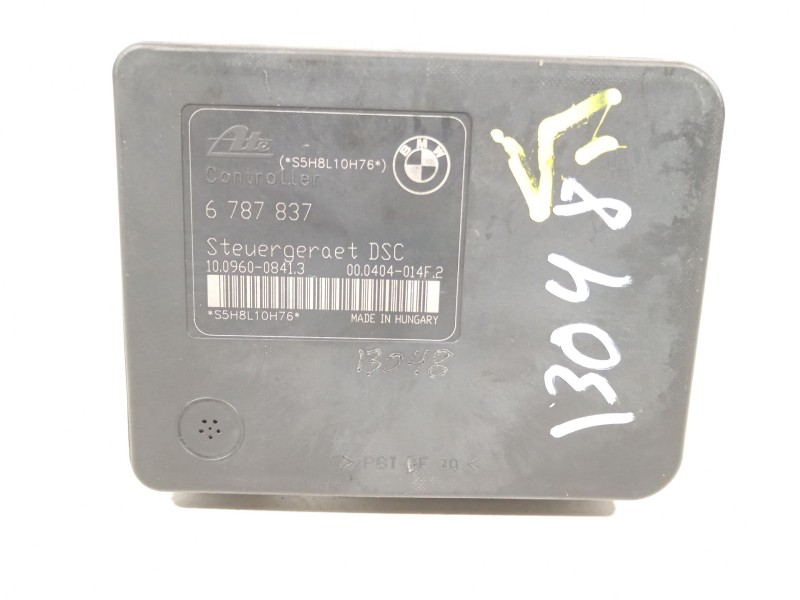 Ate
(*S5H8L10H76*)
BMW
Controller
6 787 837
Steuergeraet DSC
10.0960-0841.3 00.0404-014F.2
*S5H8L10H76* MADE IN HUNGARY
13048
13048
>PBT GF 30<